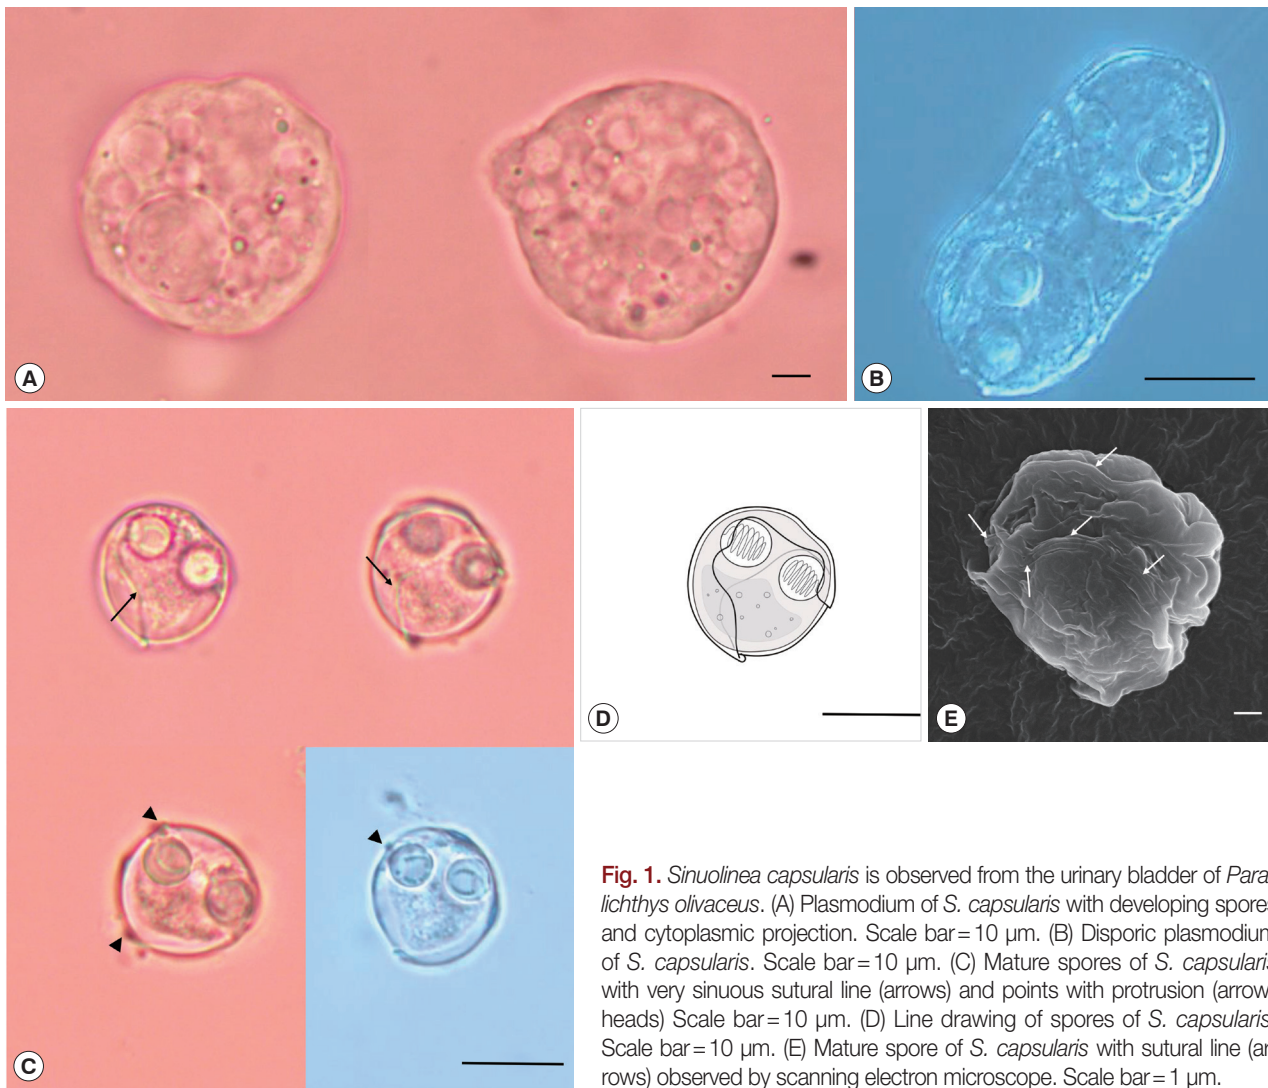 A
B
C
D
E
Fig. 1. Sinuolinea capsularis is observed from the urinary bladder of Para
lichthys olivaceus. (A) Plasmodium of S. capsularis with developing spores
and cytoplasmic projection. Scale bar=10 µm. (B) Disporic plasmodium
of S. capsularis. Scale bar=10 µm. (C) Mature spores of S. capsularis
with very sinuous sutural line (arrows) and points with protrusion (arrow
heads) Scale bar=10 µm. (D) Line drawing of spores of S. capsularis
Scale bar=10 µm. (E) Mature spore of S. capsularis with sutural line (ar
rows) observed by scanning electron microscope. Scale bar=1 µm.